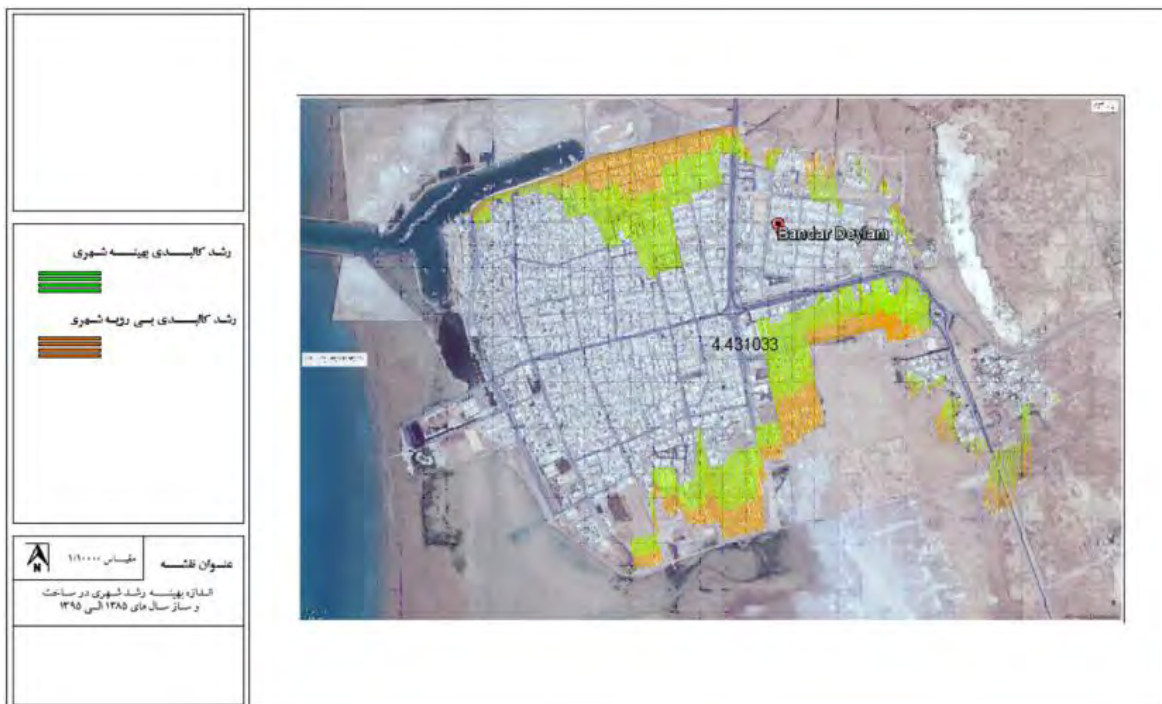 رشد کالبدی بهینه شهری
رشد کالبدی بی رویه شهری
N
مقیاس ۱/۱۰۰۰۰
عنوان نقشه
اندازه بهینه رشد شهری در ساخت
و ساز سال های ۱۳۸۵ الی ۱۳۹۵
Bandar Deylam
4.431033